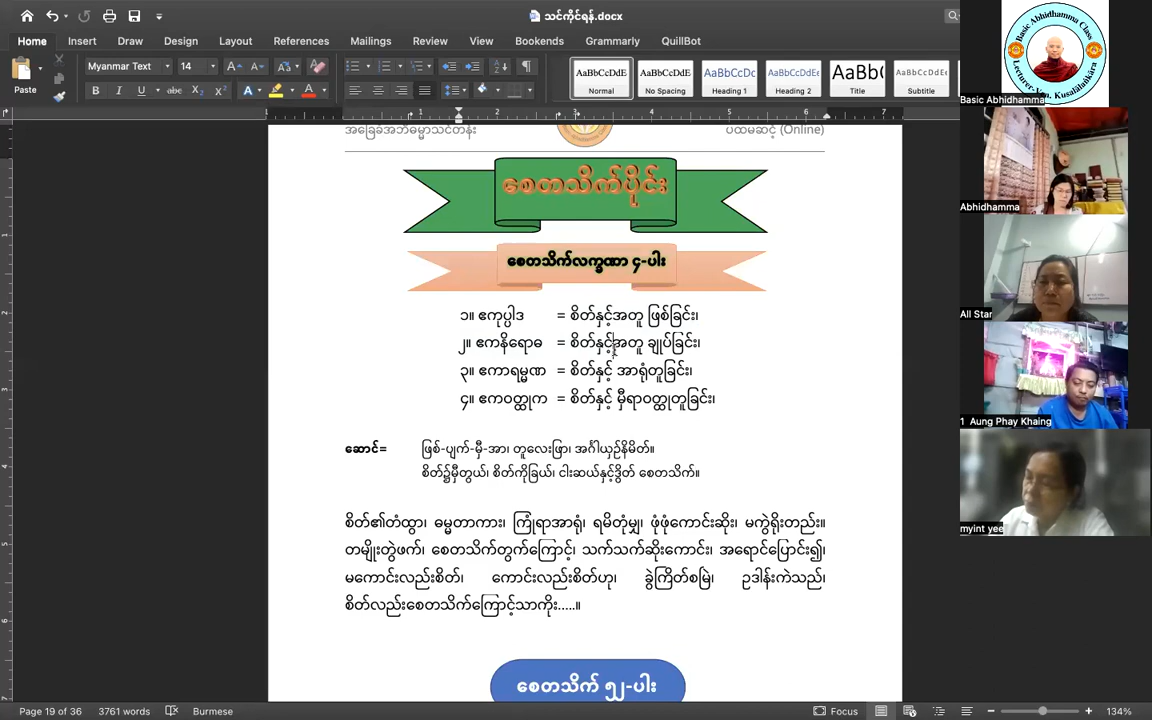 သင်ကိုင်ရန်.docx
Home Insert Draw Design Layout References Mailings Review View Bookends Grammarly QuillBot
Paste
Myanmar Text 14
AaBbCcDdE AaBbCcDdE AaBbCcDc AaBbCcDdEe AaBb( AaBbCcDdE
Normal No Spacing Heading 1 Heading 2 Title Subtitle
အခြေခံအဘိဓမ္မာသင်တန်း ပထမဆင့် (Online)
စေတသိက်ပိုင်း
စေတသိက်လက္ခဏာ ၄-ပါး
၁။ ဧကုပ္ပါဒ = စိတ်နှင့်အတူ ဖြစ်ခြင်း၊
၂။ ဧကနိရောဓ = စိတ်နှင့်အတူ ချုပ်ခြင်း၊
၃။ ဧကာရမ္မဏ = စိတ်နှင့် အာရုံတူခြင်း၊
၄။ ဧကဝတ္ထုက = စိတ်နှင့် မှီရာဝတ္ထုတူခြင်း၊
ဆောင်= ဖြစ်-ပျက်-မှီ-အာ၊ တူလေးဖြာ၊ အင်္ဂါယှဉ်နိမိတ်။
စိတ်၌မှီတွယ်၊ စိတ်ကိုခြယ်၊ ငါးဆယ်နှင့်ဒွိတ် စေတသိက်။
စိတ်၏တံထွာ၊ ဓမ္မတာကား၊ ကြုံရာအာရုံ၊ ရမိတုံမျှ၊ ဖုံဖုံကောင်းဆိုး၊ မကွဲရိုးတည်း။
တမျိုးတွဲဖက်၊ စေတသိက်တွက်ကြောင့်၊ သက်သက်ဆိုးကောင်း၊ အရောင်ပြောင်း၍၊
မကောင်းလည်းစိတ်၊ ကောင်းလည်းစိတ်ဟု၊ ခွဲကြိတ်စမြဲ၊ ဥဒါန်းကဲသည်၊
စိတ်လည်းစေတသိက်ကြောင့်သာကိုး.....။
စေတသိက် ၅၂-ပါး
Page 19 of 36 3761 words Burmese Focus 134%
Basic Abhidhamma Class
Lecturer-Ven. Kusalālaṅkāra
Basic Abhidhamma
Abhidhamma
All Star
1 Aung Phay Khaing
myint yee